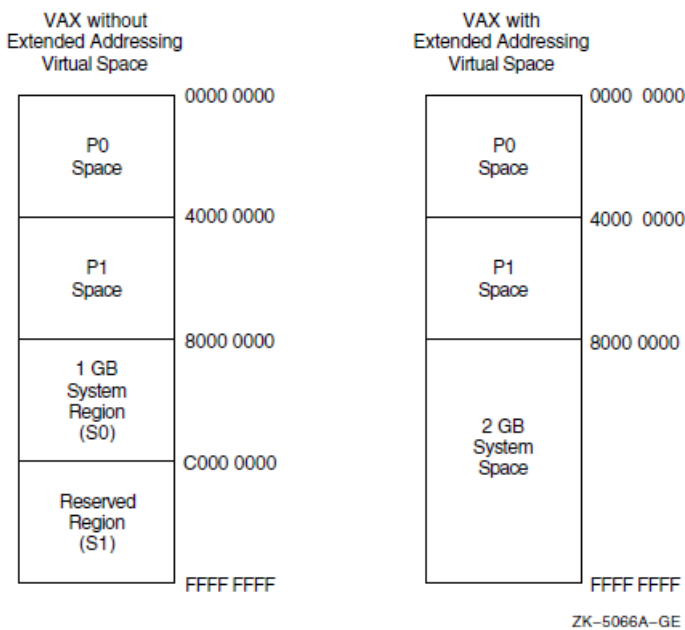 VAX without
Extended Addressing
Virtual Space
0000 0000
P0
Space
4000 0000
P1
Space
8000 0000
1 GB
System
Region
(S0)
C000 0000
Reserved
Region
(S1)
FFFF FFFF
VAX with
Extended Addressing
Virtual Space
0000 0000
P0
Space
4000 0000
P1
Space
8000 0000
2 GB
System
Space
FFFF FFFF
ZK–5066A–GE